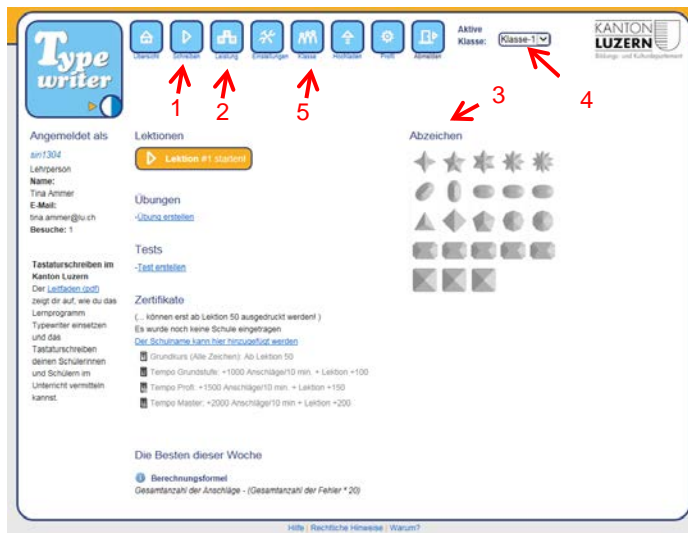 Type
writer
Übersicht
Schreiben
Leistung
Einstellungen
Klasse
Hochladen
Profil
Abmelden
Aktive
Klasse:
Klasse-1
KANTON
LUZERN
Bildungs- und Kulturdepartement
1
2
5
3
4
Angemeldet als
sin1304
Lehrperson
Name:
Tina Ammer
E-Mail:
tina.ammer@lu.ch
Besuche: 1
Tastaturschreiben im
Kanton Luzern
Der Leitfaden (pdf)
zeigt dir auf, wie du das
Lernprogramm
Typewriter einsetzen
und das
Tastaturschreiben
deinen Schülerinnen
und Schülern im
Unterricht vermitteln
kannst.
Lektionen
Lektion #1 starten!
Übungen
-Übung erstellen
Tests
-Test erstellen
Zertifikate
(... können erst ab Lektion 50 ausgedruckt werden! )
Es wurde noch keine Schule eingetragen
Der Schulname kann hier hinzugefügt werden
Grundkurs (Alle Zeichen): Ab Lektion 50
Tempo Grundstufe: +1000 Anschläge/10 min. + Lektion +100
Tempo Profi: +1500 Anschläge/10 min + Lektion +150
Tempo Master: +2000 Anschläge/10 min + Lektion +200
Die Besten dieser Woche
Berechnungsformel
Gesamtanzahl der Anschläge - (Gesamtanzahl der Fehler * 20)
Abzeichen
Hilfe | Rechtliche Hinweise | Warum?